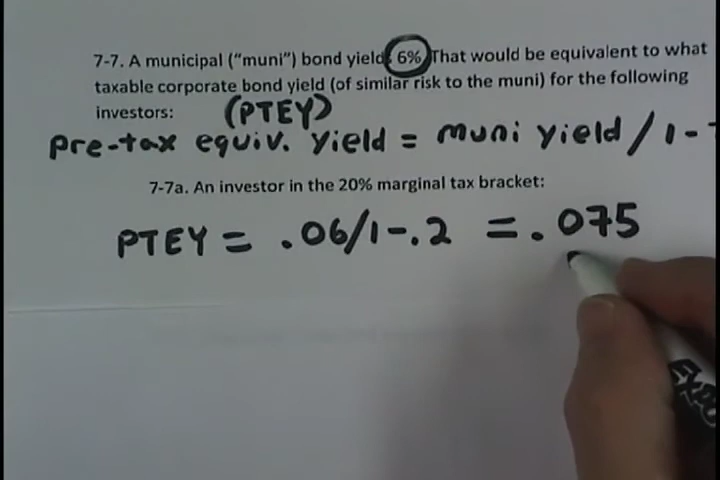 7-7. A municipal ("muni") bond yields 6% That would be equivalent to what
taxable corporate bond yield (of similar risk to the muni) for the following
investors: (PTEY)
Pre-tax equiv. yield = muni yield / 1 -
7-7a. An investor in the 20% marginal tax bracket:
PTEY = .06/1-.2 = .075
EXPO